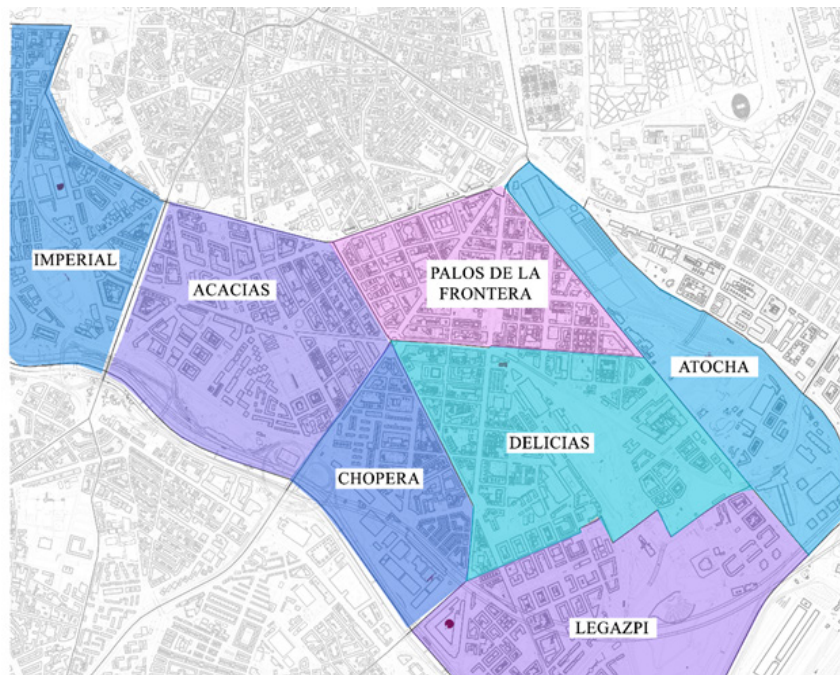 IMPERIAL
ACACIAS
PALOS DE LA
FRONTERA
ATOCHA
DELICIAS
CHOPERA
LEGAZPI